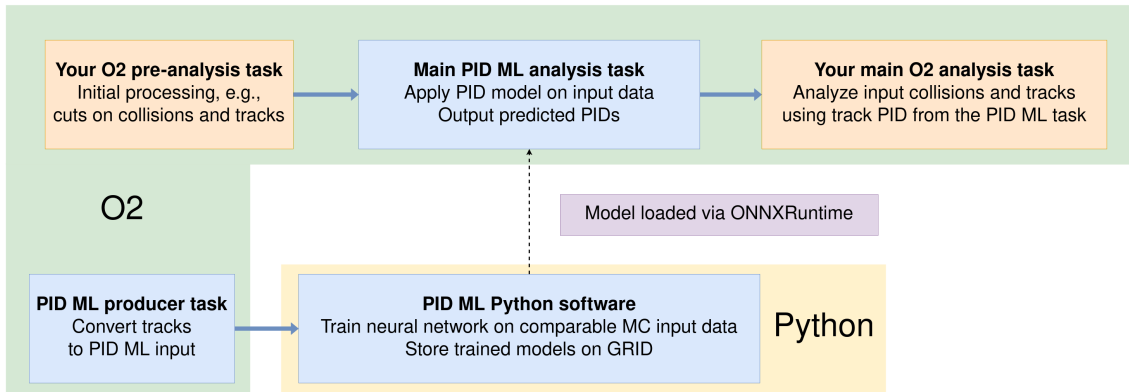 Your O2 pre-analysis task
Initial processing, e.g.,
cuts on collisions and tracks
Main PID ML analysis task
Apply PID model on input data
Output predicted PIDs
Your main O2 analysis task
Analyze input collisions and tracks
using track PID from the PID ML task
O2
Model loaded via ONNXRuntime
PID ML producer task
Convert tracks
to PID ML input
PID ML Python software
Train neural network on comparable MC input data
Store trained models on GRID
Python